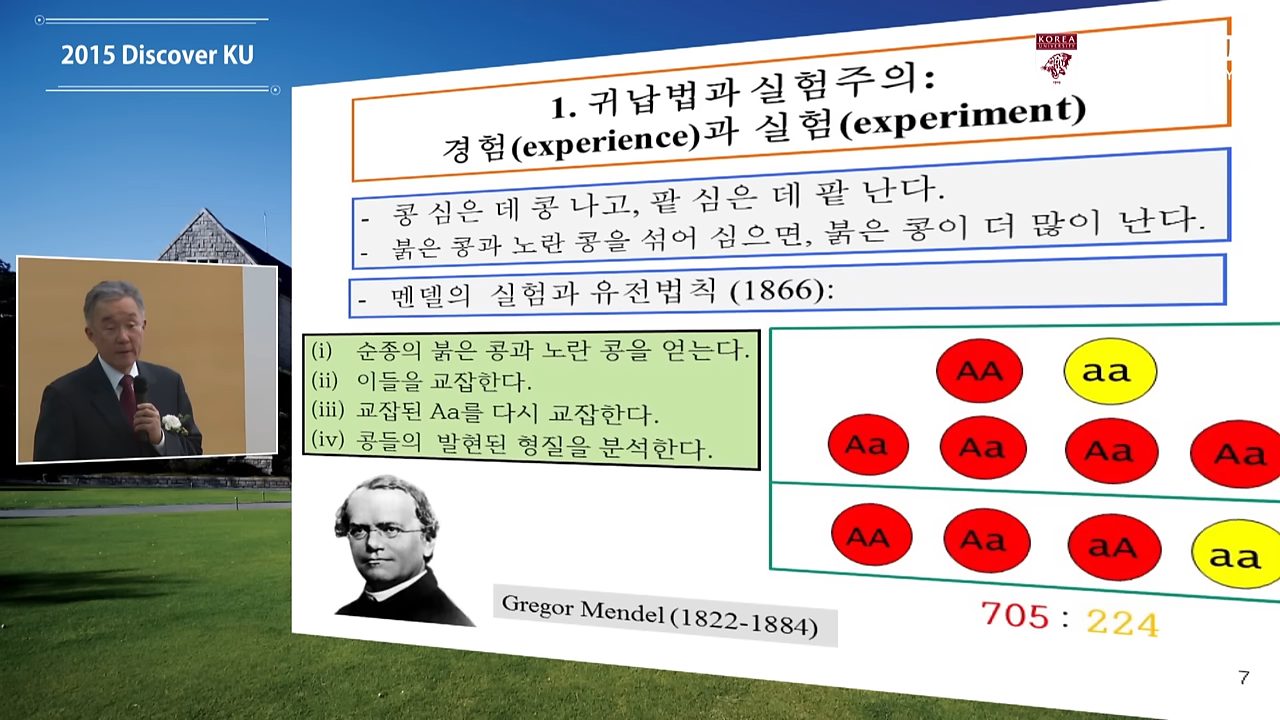 2015 Discover KU
KOREA
UNIVERSITY
1. 귀납법과 실험주의:
경험(experience)과 실험(experiment)
- 콩 심은 데 콩 나고, 팥 심은 데 팥 난다.
- 붉은 콩과 노란 콩을 섞어 심으면, 붉은 콩이 더 많이 난다.
- 멘델의 실험과 유전법칙 (1866):
(i) 순종의 붉은 콩과 노란 콩을 얻는다.
(ii) 이들을 교잡한다.
(iii) 교잡된 Aa를 다시 교잡한다.
(iv) 콩들의 발현된 형질을 분석한다.
AA aa
Aa Aa Aa Aa
AA Aa aA aa
705 : 224
Gregor Mendel (1822-1884)
7